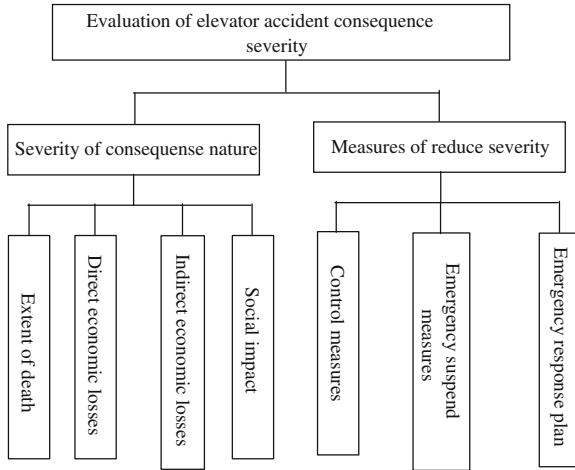 Evaluation of elevator accident consequence
severity
Severity of consequense nature
Measures of reduce severity
Extent of death
Direct economic losses
Indirect economic losses
Social impact
Control measures
Emergency suspend
measures
Emergency response plan